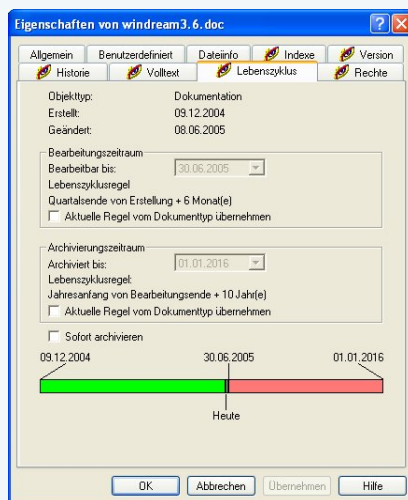 Eigenschaften von windream3.6.doc
Allgemein Benutzerdefiniert Dateiinfo Indexe Version
Historie Volltext Lebenszyklus Rechte
Objekttyp: Dokumentation
Erstellt: 09.12.2004
Geändert: 08.06.2005
Bearbeitungszeitraum
Bearbeitbar bis: 30.06.2005
Lebenszyklusregel
Quartalsende von Erstellung + 6 Monat(e)
Aktuelle Regel vom Dokumenttyp übernehmen
Archivierungszeitraum
Archiviert bis: 01.01.2016
Lebenszyklusregel:
Jahresanfang von Bearbeitungsende + 10 Jahr(e)
Aktuelle Regel vom Dokumenttyp übernehmen
Sofort archivieren
09.12.2004 30.06.2005 01.01.2016
Heute
OK Abbrechen Übernehmen Hilfe